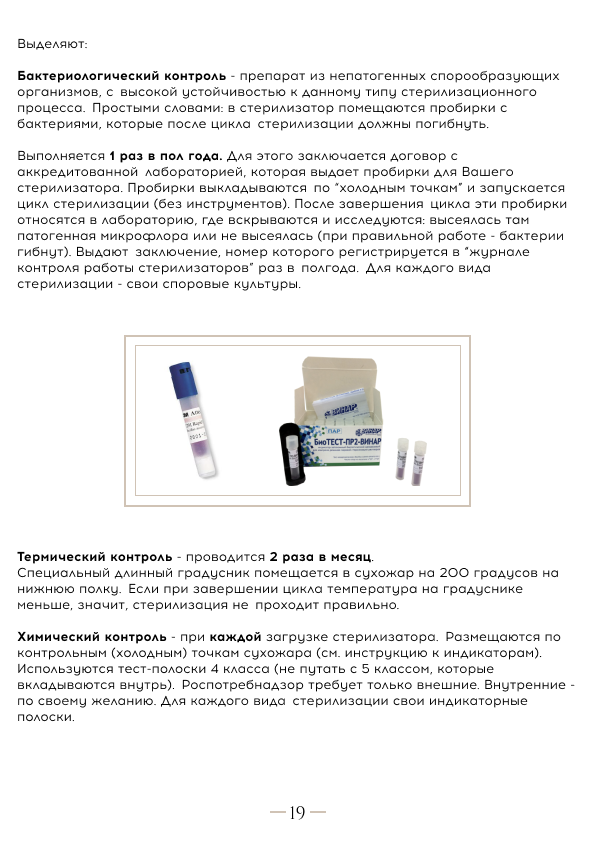 Выделяют:
Бактериологический контроль - препарат из непатогенных спорообразующих
организмов, с высокой устойчивостью к данному типу стерилизационного
процесса. Простыми словами: в стерилизатор помещаются пробирки с
бактериями, которые после цикла стерилизации должны погибнуть.
Выполняется 1 раз в пол года. Для этого заключается договор с
аккредитованной лабораторией, которая выдает пробирки для Вашего
стерилизатора. Пробирки выкладываются по "холодным точкам" и запускается
цикл стерилизации (без инструментов). После завершения цикла эти пробирки
относятся в лабораторию, где вскрываются и исследуются: высеялась там
патогенная микрофлора или не высеялась (при правильной работе - бактерии
гибнут). Выдают заключение, номер которого регистрируется в "журнале
контроля работы стерилизаторов" раз в полгода. Для каждого вида
стерилизации - свои споровые культуры.
3M Atte
ВИНАР
ПАР
БиоТЕСТ-ПР2-ВИНАР
Термический контроль - проводится 2 раза в месяц.
Специальный длинный градусник помещается в сухожар на 200 градусов на
нижнюю полку. Если при завершении цикла температура на градуснике
меньше, значит, стерилизация не проходит правильно.
Химический контроль - при каждой загрузке стерилизатора. Размещаются по
контрольным (холодным) точкам сухожара (см. инструкцию к индикаторам).
Используются тест-полоски 4 класса (не путать с 5 классом, которые
вкладываются внутрь). Роспотребнадзор требует только внешние. Внутренние -
по своему желанию. Для каждого вида стерилизации свои индикаторные
полоски.
— 19 —